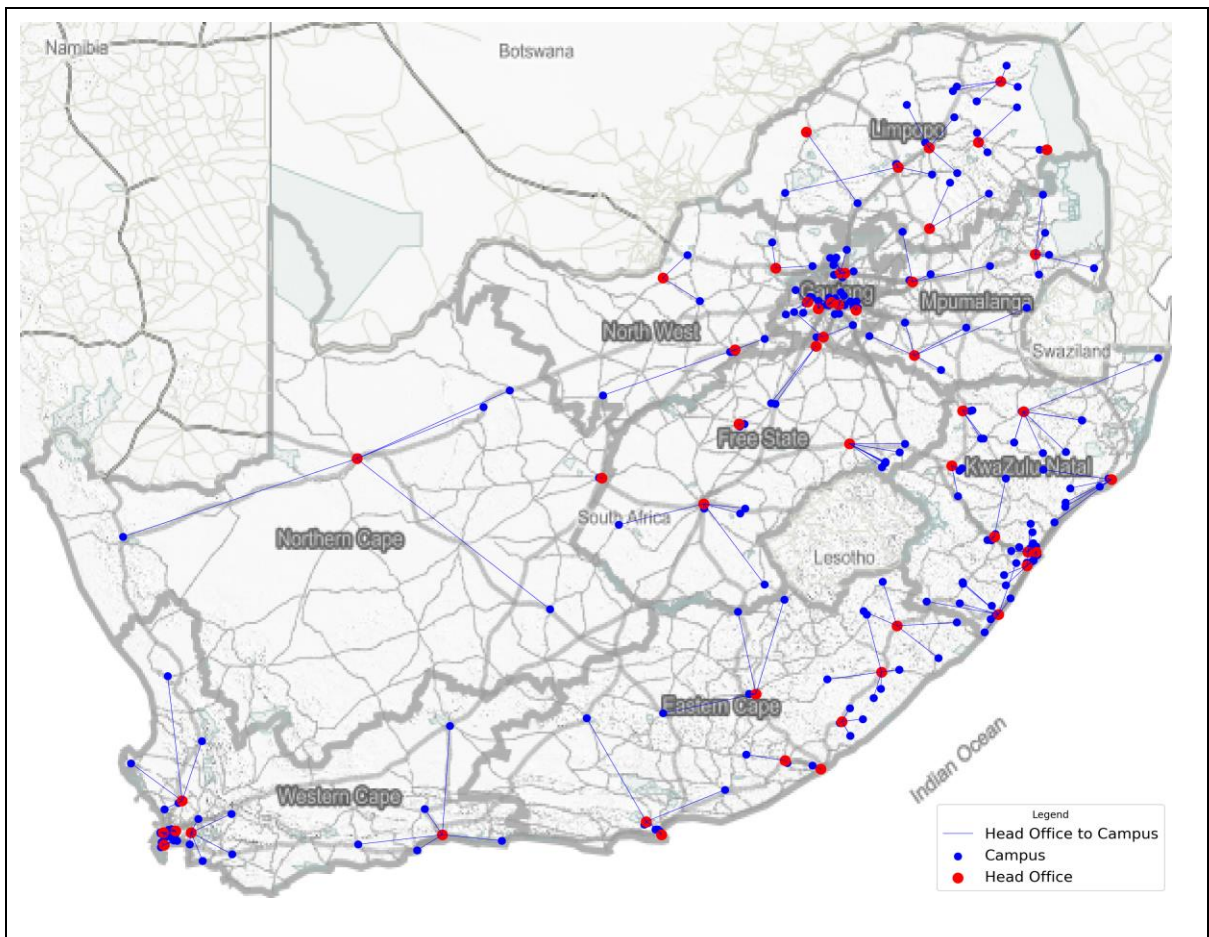 Namibia
Botswana
Limpopo
Gauteng
Mpumalanga
North West
Swaziland
Free State
KwaZulu Natal
South Africa
Northern Cape
Lesotho
Eastern Cape
Indian Ocean
Western Cape
Legend
Head Office to Campus
Campus
Head Office